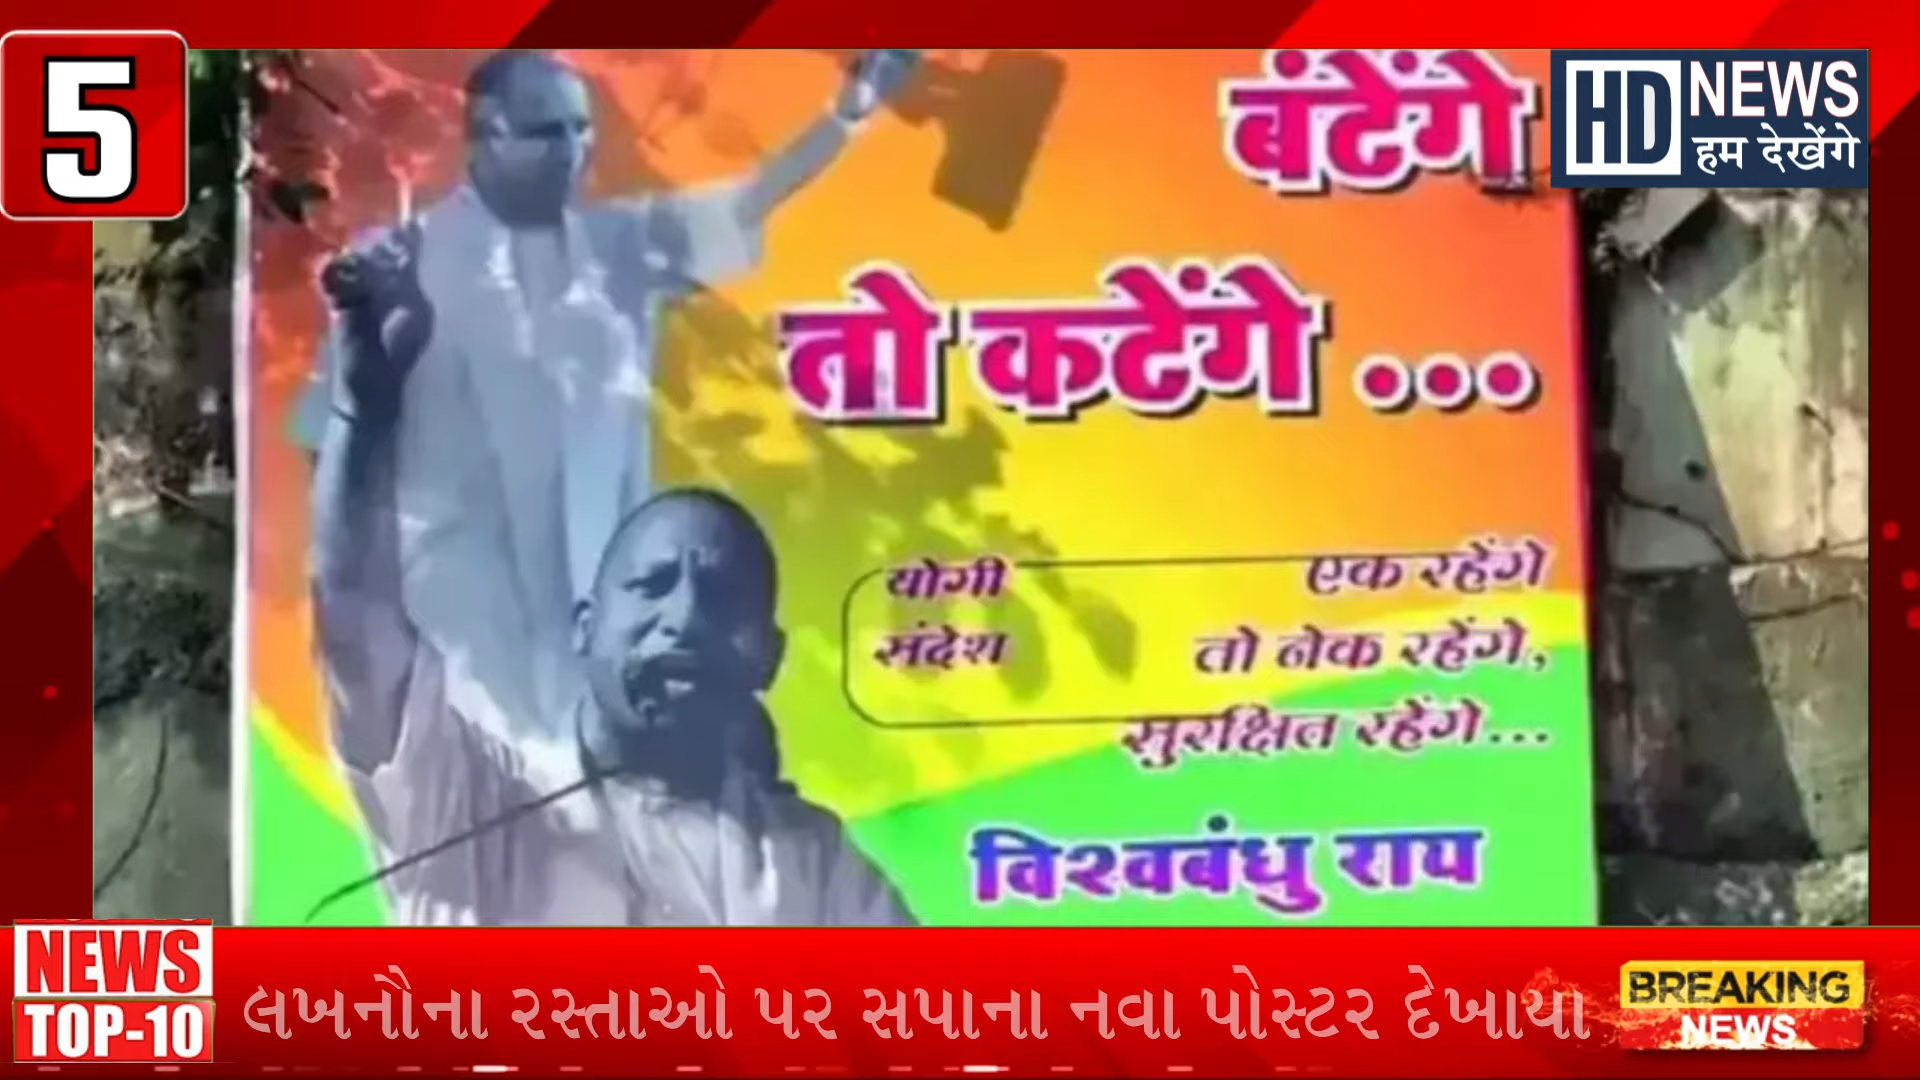 5
HD NEWS
हम देखेंगे
बंटेंगे
तो कटेंगे ...
योगी
संदेश
एक रहेंगे
तो नेक रहेंगे,
सुरक्षित रहेंगे...
विश्वबंधु राय
NEWS
TOP-10
લખનૌના રસ્તાઓ પર સપાના નવા પોસ્ટર દેખાયા
BREAKING
NEWS